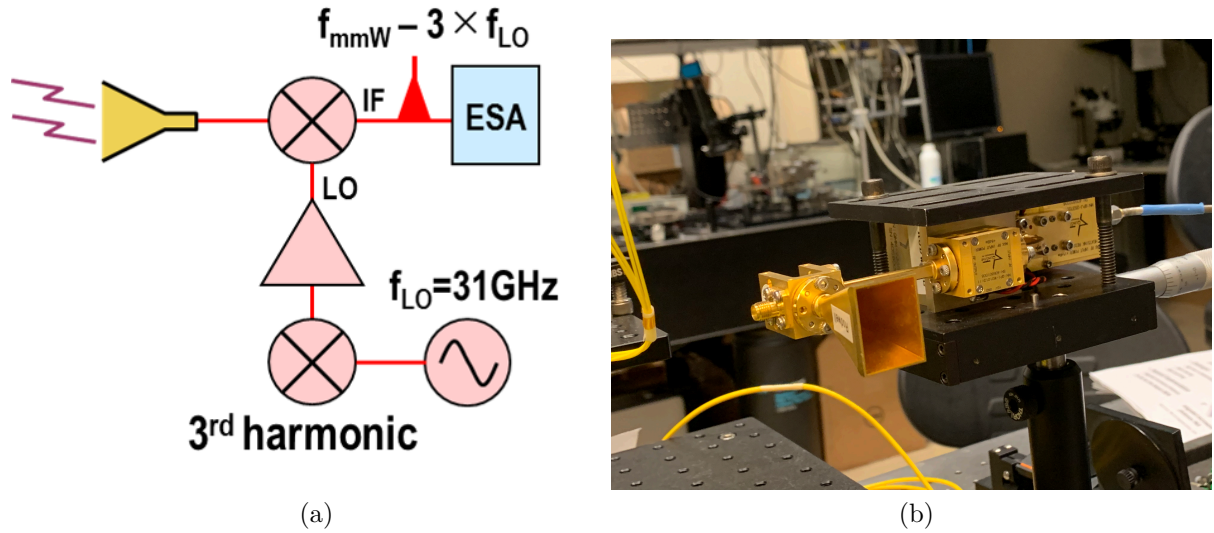 f_mmW – 3 × f_LO
IF
ESA
LO
f_LO=31GHz
3rd harmonic
(a)
(b)